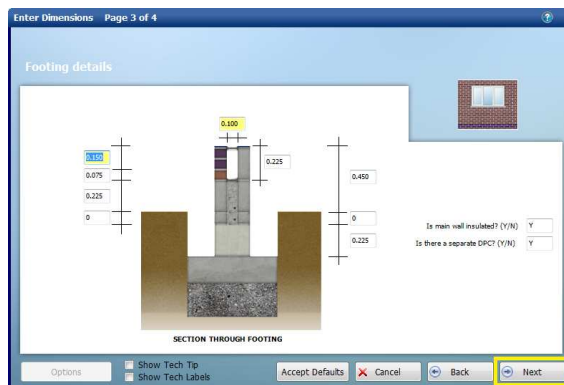 Enter Dimensions Page 3 of 4
Footing details
0.100
0.150
0.225
0.075
0.450
0.225
0
0
0.225
Is main wall insulated? (Y/N) Y
Is there a separate DPC? (Y/N) Y
SECTION THROUGH FOOTING
Options
Show Tech Tip
Show Tech Labels
Accept Defaults
Cancel
Back
Next